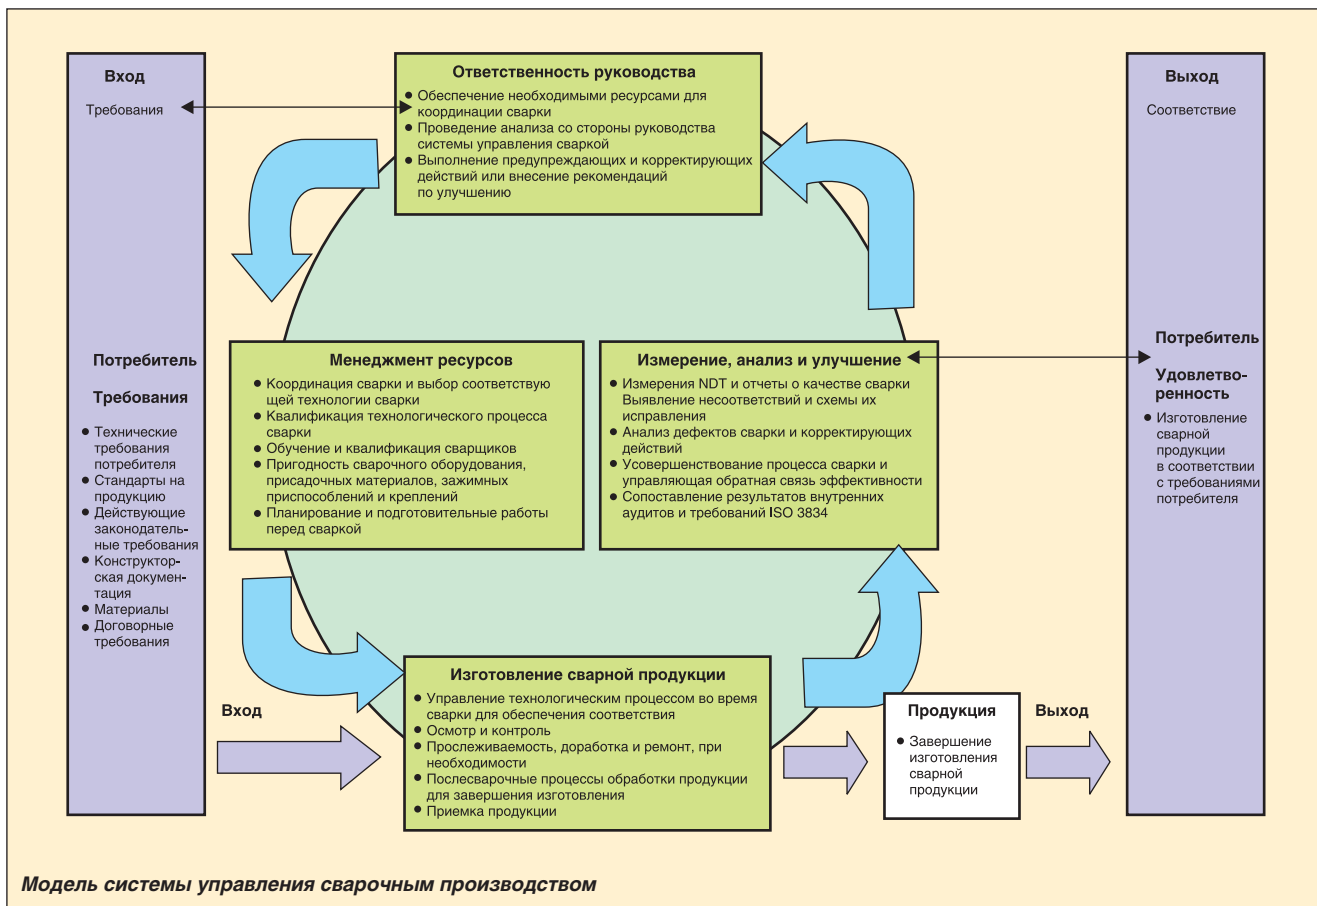 Вход
Требования
Потребитель
Требования
● Технические
требования
потребителя
● Стандарты на
продукцию
● Действующие
законодатель-
ные требования
● Конструктор-
ская докумен-
тация
● Материалы
● Договорные
требования
Ответственность руководства
● Обеспечение необходимыми ресурсами для
координации сварки
● Проведение анализа со стороны руководства
системы управления сваркой
● Выполнение предупреждающих и корректирующих
действий или внесение рекомендаций
по улучшению
Менеджмент ресурсов
● Координация сварки и выбор соответствую
щей технологии сварки
● Квалификация технологического процесса
сварки
● Обучение и квалификация сварщиков
● Пригодность сварочного оборудования,
присадочных материалов, зажимных
приспособлений и креплений
● Планирование и подготовительные работы
перед сваркой
Измерение, анализ и улучшение
● Измерения NDT и отчеты о качестве сварки
Выявление несоответствий и схемы их
исправления
● Анализ дефектов сварки и корректирующих
действий
● Усовершенствование процесса сварки и
управляющая обратная связь эффективности
● Сопоставление результатов внутренних
аудитов и требований ISO 3834
Вход
Изготовление сварной продукции
● Управление технологическим процессом во время
сварки для обеспечения соответствия
● Осмотр и контроль
● Прослеживаемость, доработка и ремонт, при
необходимости
● Послесварочные процессы обработки продукции
для завершения изготовления
● Приемка продукции
Продукция
● Завершение
изготовления
сварной
продукции
Выход
Выход
Соответствие
Потребитель
Удовлетво-
ренность
● Изготовление
сварной
продукции
в соответствии
с требованиями
потребителя
Модель системы управления сварочным производством